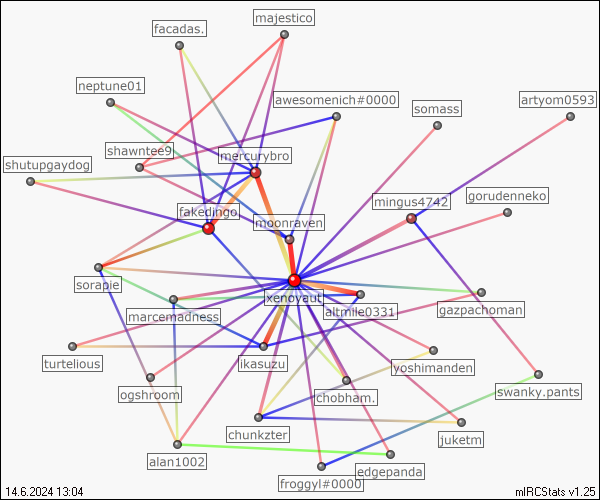 majestico
facadas.
neptune01
awesomenich#0000
somass
artyom0593
shawntee9
mercurybro
shutupgaydog
mingus4742
gorudenneko
fakedingo.
moonraven
sorapie
xenoyaut
marcemadness
altmile0331
gazpachoman
turtelious
ikasuzu
yoshimanden
ogshroom
chobham.
swanky.pants
chunkzter
juketm
alan1002
edgepanda
froggyl#0000
14.6.2024 13:04
mIRCStats v1.25